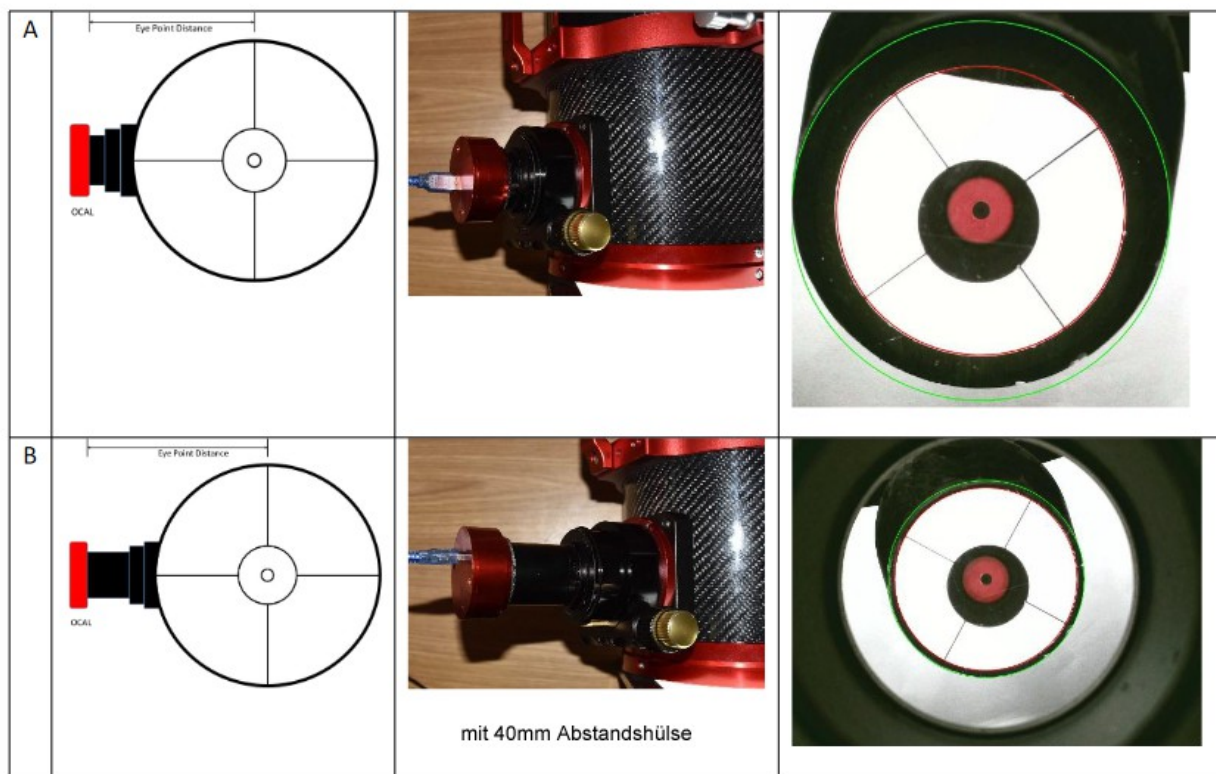 A
Eye Point Distance
OCAL
B
Eye Point Distance
OCAL
mit 40mm Abstandshülse